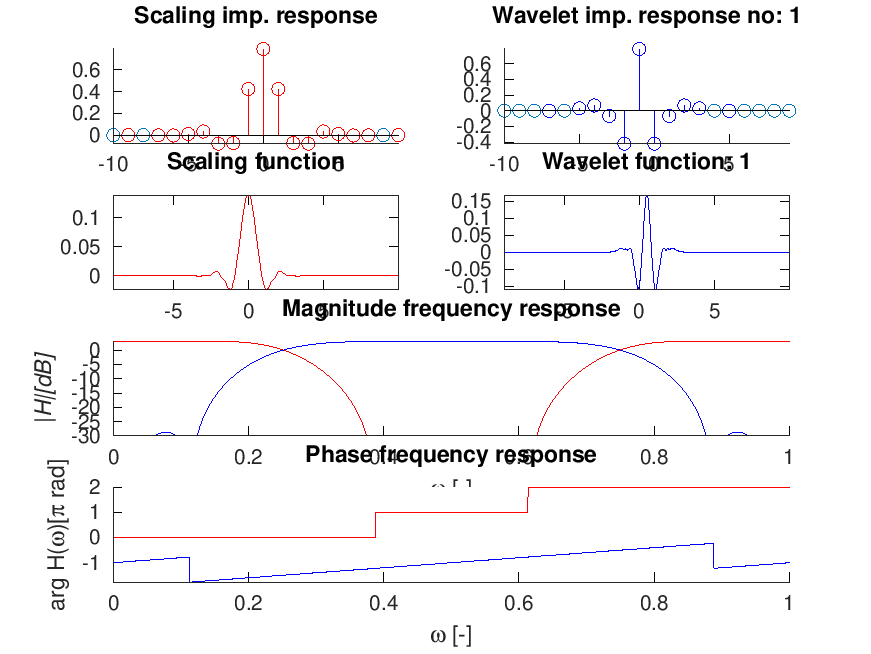 Scaling imp. response
Wavelet imp. response no: 1
0.6
0.4
0.2
0
-10 -5 0 5
0.6
0.4
0.2
0
-0.2
-0.4
-10 -5 0 5
Scaling function
Wavelet function: 1
0.1
0.05
0
-5 0 5
0.15
0.1
0.05
0
-0.05
-0.1
-5 0 5
Magnitude frequency response
|H|[dB]
0
-5
-10
-15
-20
-25
-30
0 0.2 0.4 0.6 0.8 1
ω [-]
Phase frequency response
arg H(ω)[π rad]
2
1
0
-1
0 0.2 0.4 0.6 0.8 1
ω [-]